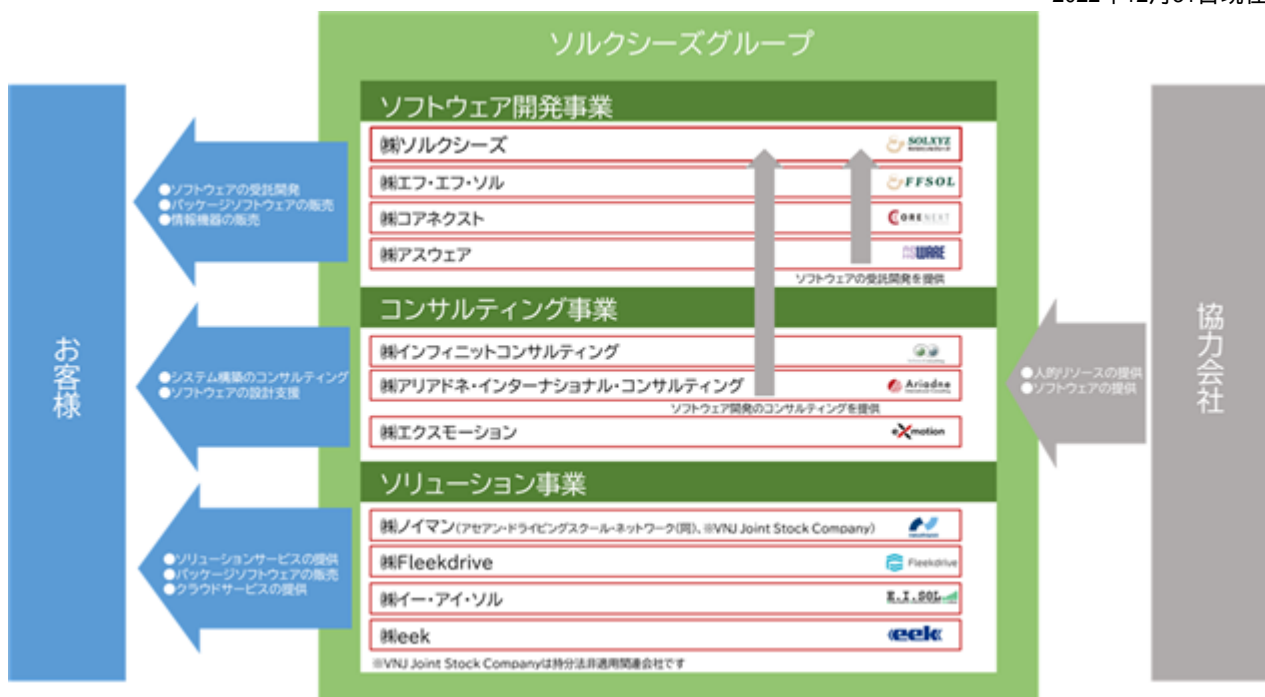 2022年12月31日現在
ソルクシーズグループ
お客様
●ソフトウェアの受託開発
●パッケージソフトウェアの販売
●情報機器の販売
●システム構築のコンサルティング
●ソフトウェアの設計支援
●ソリューションサービスの提供
●パッケージソフトウェアの販売
●クラウドサービスの提供
ソフトウェア開発事業
㈱ソルクシーズ SOLXYZ
㈱エフ・エフ・ソル FFSOL
㈱コアネクスト CORENEXT
㈱アスウェア ASWARE
ソフトウェアの受託開発を提供
コンサルティング事業
㈱インフィニットコンサルティング
㈱アリアドネ・インターナショナル・コンサルティング Ariadne
ソフトウェア開発のコンサルティングを提供
㈱エクスモーション eXmotion
ソリューション事業
㈱ノイマン(アセアン・ドライビングスクール・ネットワーク(同)、※VNJ Joint Stock Company)
㈱Fleekdrive Fleekdrive
㈱イー・アイ・ソル E.I.SOL
㈱eek eek
※VNJ Joint Stock Companyは持分法非適用関連会社です
●人的リソースの提供
●ソフトウェアの提供
協力会社